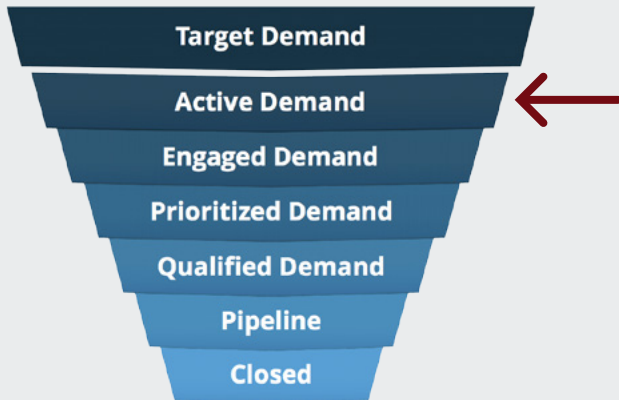 Target Demand
Active Demand
Engaged Demand
Prioritized Demand
Qualified Demand
Pipeline
Closed